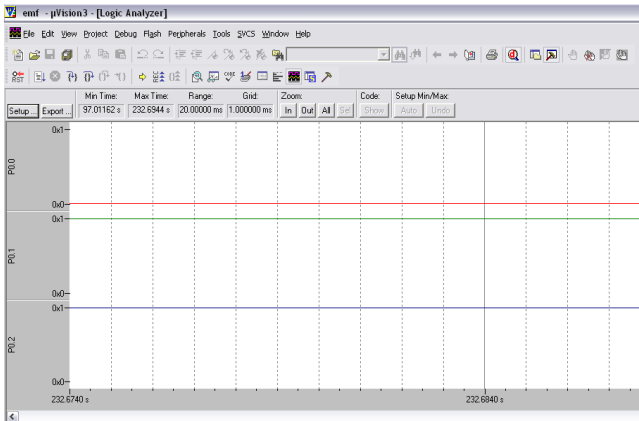 emf - µVision3 - [Logic Analyzer]
File Edit View Project Debug Flash Peripherals Tools SVCS Window Help
RST
Min Time: Max Time: Range: Grid: Zoom: Code: Setup Min/Max:
Setup... Export... 97.01162 s 232.6944 s 20.00000 ms 1.000000 ms In Out All Sel Show Auto Undo
0x1
P0.0
0x0
0x1
P0.1
0x0
0x1
P0.2
0x0
232.6740 s 232.6840 s